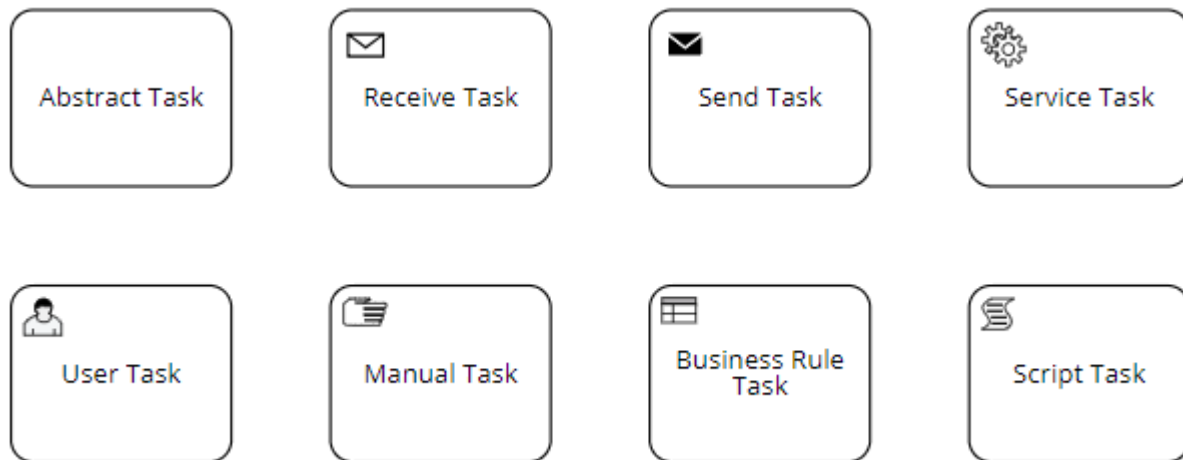 Abstract Task
Receive Task
Send Task
Service Task
User Task
Manual Task
Business Rule
Task
Script Task